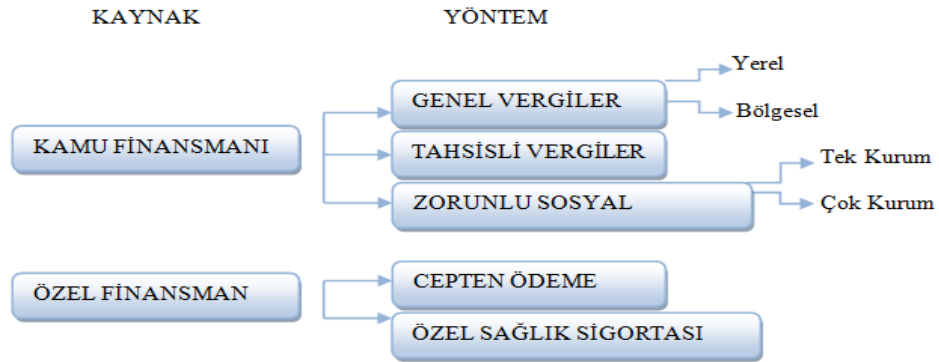 KAYNAK YÖNTEM
Yerel
GENEL VERGİLER
Bölgesel
KAMU FİNANSMANI
TAHSİSLİ VERGİLER
Tek Kurum
ZORUNLU SOSYAL
Çok Kurum
CEPTEN ÖDEME
ÖZEL FİNANSMAN
ÖZEL SAĞLIK SİGORTASI